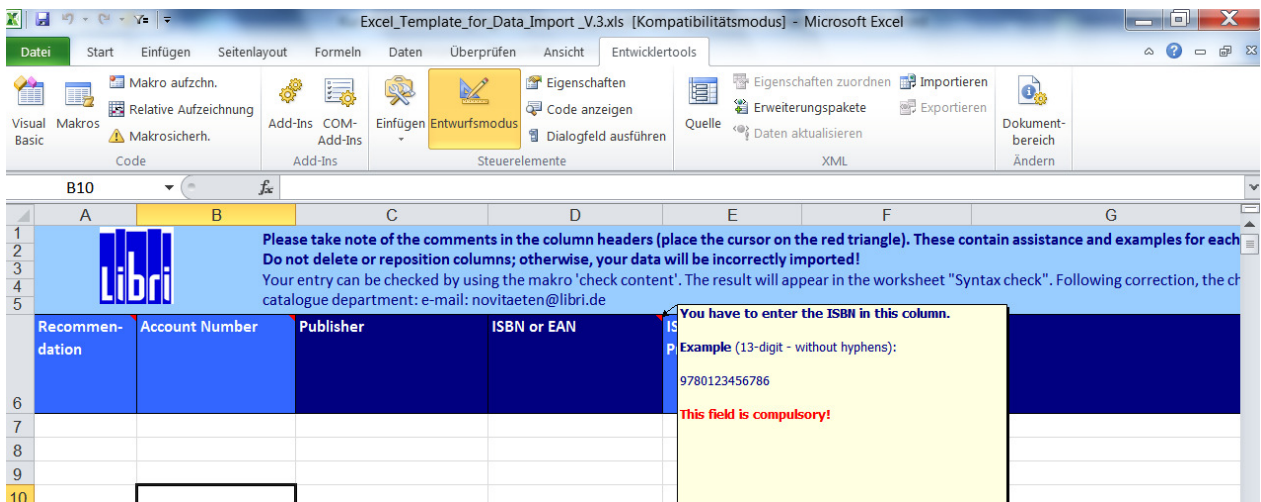 Excel_Template_for_Data_Import _V.3.xls [Kompatibilitätsmodus] - Microsoft Excel
Datei Start Einfügen Seitenlayout Formeln Daten Überprüfen Ansicht Entwicklertools
Visual Basic
Makros
Makro aufzchn.
Relative Aufzeichnung
Makrosicherh.
Code
Add-Ins
COM-
Add-Ins
Add-Ins
Einfügen
Entwurfsmodus
Eigenschaften
Code anzeigen
Dialogfeld ausführen
Steuerelemente
Quelle
Eigenschaften zuordnen
Erweiterungspakete
Daten aktualisieren
Importieren
Exportieren
XML
Dokument-
bereich
Ändern
B10 fx
A B C D E F G
1
2
3
4
5
Libri
Please take note of the comments in the column headers (place the cursor on the red triangle). These contain assistance and examples for each
Do not delete or reposition columns; otherwise, your data will be incorrectly imported!
Your entry can be checked by using the makro 'check content'. The result will appear in the worksheet "Syntax check". Following correction, the ch
catalogue department: e-mail: novitaeten@libri.de
6
Recommen-
dation
Account Number
Publisher
ISBN or EAN
You have to enter the ISBN in this column.
Example (13-digit - without hyphens):
9780123456786
This field is compulsory!
7
8
9
10